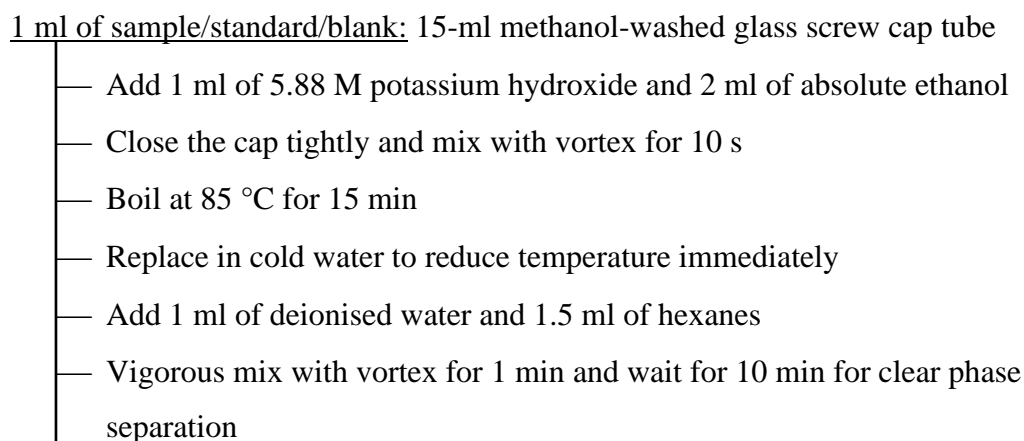 1 ml of sample/standard/blank: 15-ml methanol-washed glass screw cap tube
Add 1 ml of 5.88 M potassium hydroxide and 2 ml of absolute ethanol
Close the cap tightly and mix with vortex for 10 s
Boil at 85 °C for 15 min
Replace in cold water to reduce temperature immediately
Add 1 ml of deionised water and 1.5 ml of hexanes
Vigorous mix with vortex for 1 min and wait for 10 min for clear phase
separation